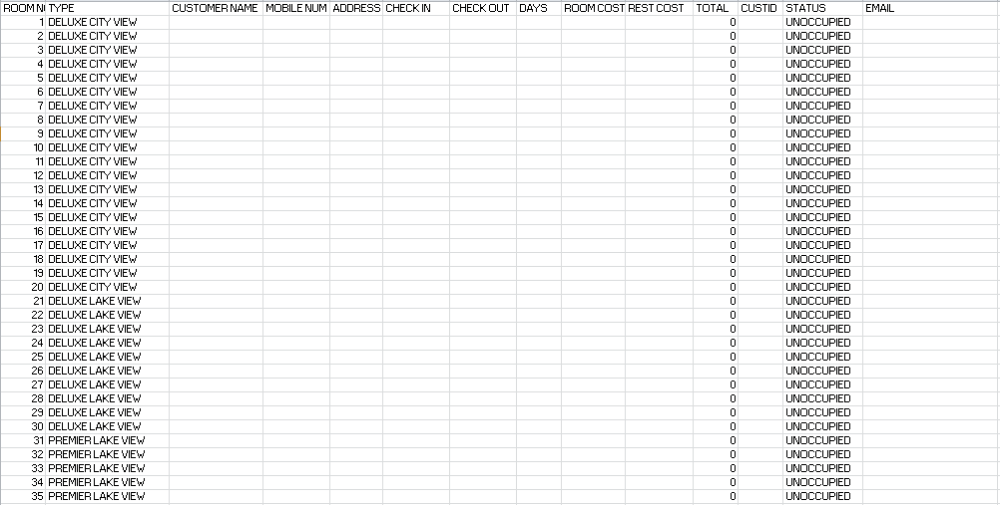 ROOM N TYPE CUSTOMER NAME MOBILE NUM ADDRESS CHECK IN CHECK OUT DAYS ROOM COST REST COST TOTAL CUSTID STATUS EMAIL
1 DELUXE CITY VIEW 0 UNOCCUPIED
2 DELUXE CITY VIEW 0 UNOCCUPIED
3 DELUXE CITY VIEW 0 UNOCCUPIED
4 DELUXE CITY VIEW 0 UNOCCUPIED
5 DELUXE CITY VIEW 0 UNOCCUPIED
6 DELUXE CITY VIEW 0 UNOCCUPIED
7 DELUXE CITY VIEW 0 UNOCCUPIED
8 DELUXE CITY VIEW 0 UNOCCUPIED
9 DELUXE CITY VIEW 0 UNOCCUPIED
10 DELUXE CITY VIEW 0 UNOCCUPIED
11 DELUXE CITY VIEW 0 UNOCCUPIED
12 DELUXE CITY VIEW 0 UNOCCUPIED
13 DELUXE CITY VIEW 0 UNOCCUPIED
14 DELUXE CITY VIEW 0 UNOCCUPIED
15 DELUXE CITY VIEW 0 UNOCCUPIED
16 DELUXE CITY VIEW 0 UNOCCUPIED
17 DELUXE CITY VIEW 0 UNOCCUPIED
18 DELUXE CITY VIEW 0 UNOCCUPIED
19 DELUXE CITY VIEW 0 UNOCCUPIED
20 DELUXE CITY VIEW 0 UNOCCUPIED
21 DELUXE LAKE VIEW 0 UNOCCUPIED
22 DELUXE LAKE VIEW 0 UNOCCUPIED
23 DELUXE LAKE VIEW 0 UNOCCUPIED
24 DELUXE LAKE VIEW 0 UNOCCUPIED
25 DELUXE LAKE VIEW 0 UNOCCUPIED
26 DELUXE LAKE VIEW 0 UNOCCUPIED
27 DELUXE LAKE VIEW 0 UNOCCUPIED
28 DELUXE LAKE VIEW 0 UNOCCUPIED
29 DELUXE LAKE VIEW 0 UNOCCUPIED
30 DELUXE LAKE VIEW 0 UNOCCUPIED
31 PREMIER LAKE VIEW 0 UNOCCUPIED
32 PREMIER LAKE VIEW 0 UNOCCUPIED
33 PREMIER LAKE VIEW 0 UNOCCUPIED
34 PREMIER LAKE VIEW 0 UNOCCUPIED
35 PREMIER LAKE VIEW 0 UNOCCUPIED